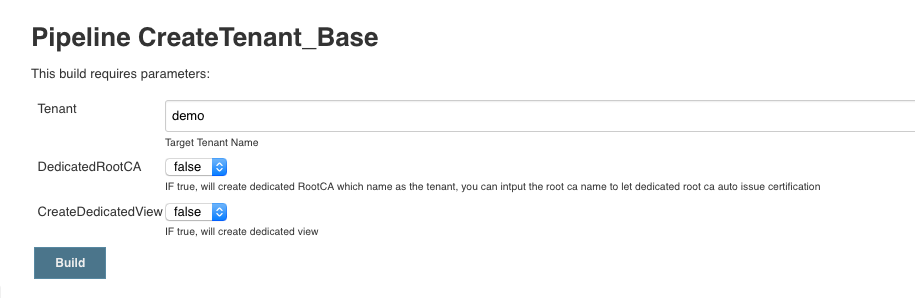 Pipeline CreateTenant_Base
This build requires parameters:
Tenant
demo
Target Tenant Name
DedicatedRootCA
false
IF true, will create dedicated RootCA which name as the tenant, you can intput the root ca name to let dedicated root ca auto issue certification
CreateDedicatedView
false
IF true, will create dedicated view
Build